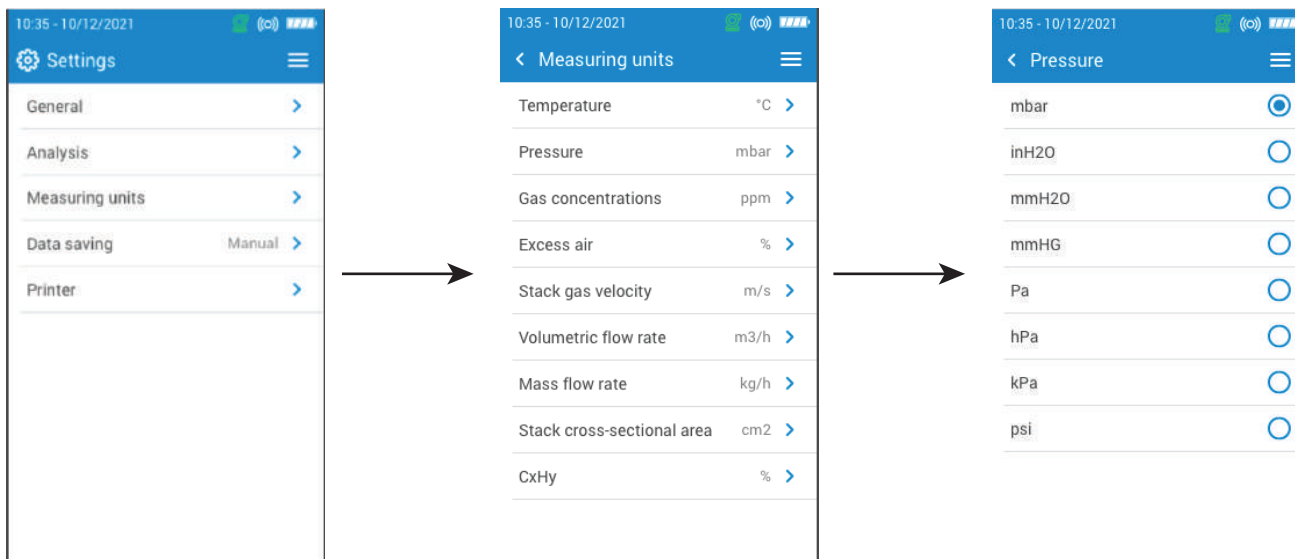 10:35 - 10/12/2021
Settings
General
Analysis
Measuring units
Data saving Manual
Printer
10:35 - 10/12/2021
Measuring units
Temperature °C
Pressure mbar
Gas concentrations ppm
Excess air %
Stack gas velocity m/s
Volumetric flow rate m3/h
Mass flow rate kg/h
Stack cross-sectional area cm2
CxHy %
10:35 - 10/12/2021
Pressure
mbar
inH2O
mmH2O
mmHG
Pa
hPa
kPa
psi